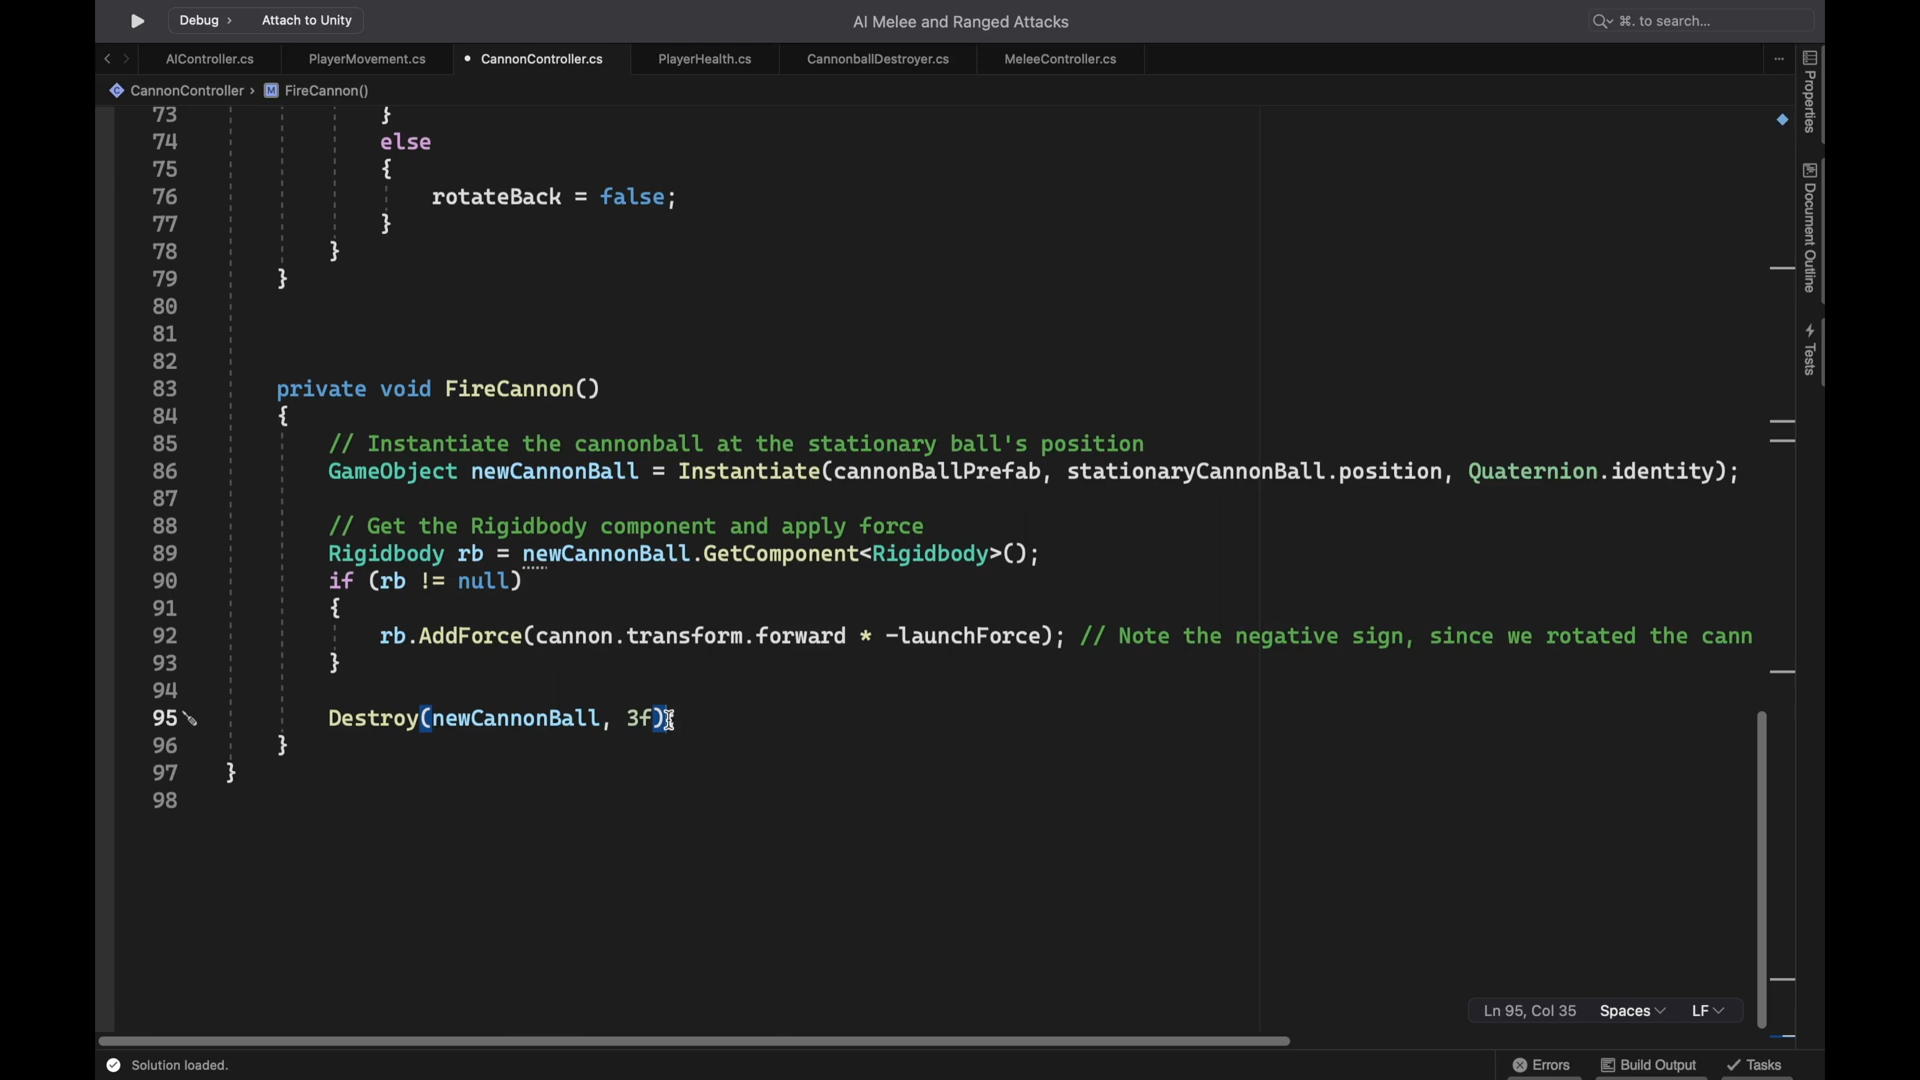 Debug › Attach to Unity
AI Melee and Ranged Attacks
⌘. to search...
AIController.cs PlayerMovement.cs CannonController.cs PlayerHealth.cs CannonballDestroyer.cs MeleeController.cs
CannonController › M FireCannon()
73 }
74 else
75 {
76 rotateBack = false;
77 }
78 }
79 }
80
81
82
83 private void FireCannon()
84 {
85 // Instantiate the cannonball at the stationary ball's position
86 GameObject newCannonBall = Instantiate(cannonBallPrefab, stationaryCannonBall.position, Quaternion.identity);
87
88 // Get the Rigidbody component and apply force
89 Rigidbody rb = newCannonBall.GetComponent<Rigidbody>();
90 if (rb != null)
91 {
92 rb.AddForce(cannon.transform.forward * -launchForce); // Note the negative sign, since we rotated the cann
93 }
94
95 Destroy(newCannonBall, 3f);
96 }
97 }
98
Properties
Document Outline
Tests
Ln 95, Col 35 Spaces LF
Solution loaded.
Errors Build Output Tasks